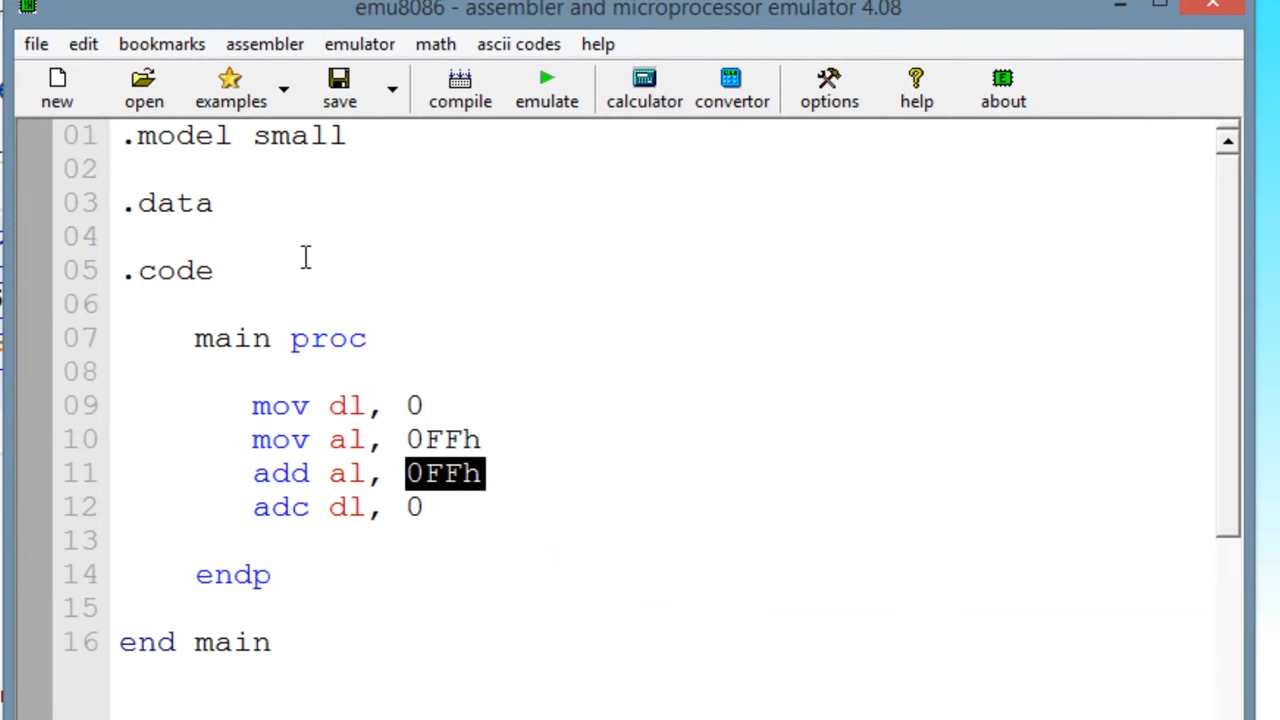 emu8086 - assembler and microprocessor emulator 4.08
file edit bookmarks assembler emulator math ascii codes help
new open examples save compile emulate calculator convertor options help about
01 .model small
02
03 .data
04
05 .code
06
07 main proc
08
09 mov dl, 0
10 mov al, 0FFh
11 add al, 0FFh
12 adc dl, 0
13
14 endp
15
16 end main